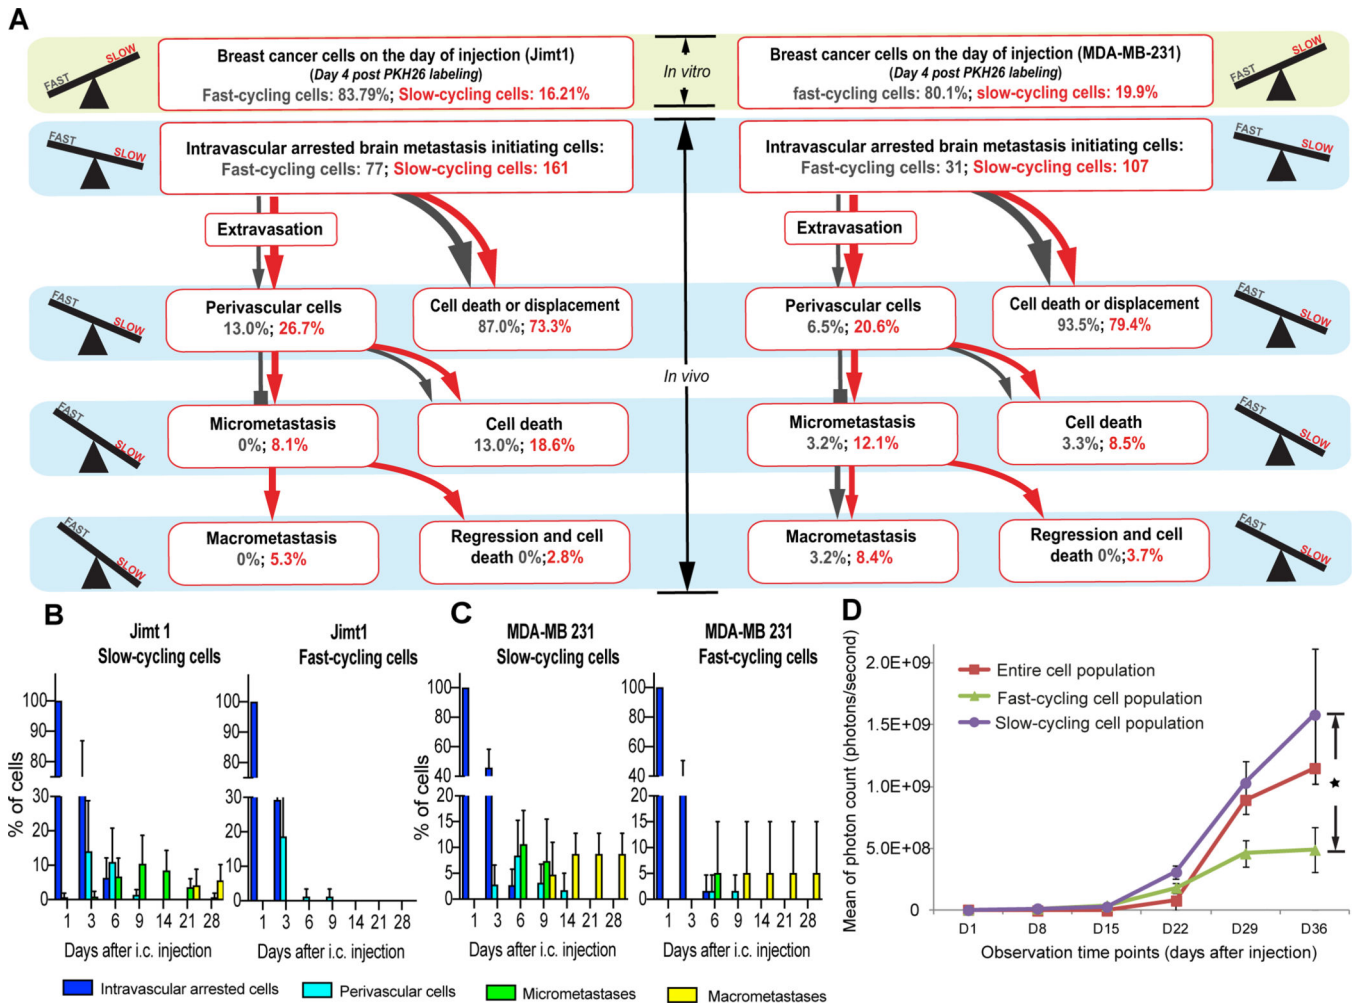 A
FAST
SLOW
Breast cancer cells on the day of injection (Jimt1)
(Day 4 post PKH26 labeling)
Fast-cycling cells: 83.79%; Slow-cycling cells: 16.21%
In vitro
Breast cancer cells on the day of injection (MDA-MB-231)
(Day 4 post PKH26 labeling)
fast-cycling cells: 80.1%; slow-cycling cells: 19.9%
FAST
SLOW
FAST
SLOW
Intravascular arrested brain metastasis initiating cells:
Fast-cycling cells: 77; Slow-cycling cells: 161
Intravascular arrested brain metastasis initiating cells:
Fast-cycling cells: 31; Slow-cycling cells: 107
FAST
SLOW
Extravasation
Extravasation
FAST
SLOW
Perivascular cells
13.0%; 26.7%
Cell death or displacement
87.0%; 73.3%
Perivascular cells
6.5%; 20.6%
Cell death or displacement
93.5%; 79.4%
FAST
SLOW
In vivo
FAST
SLOW
Micrometastasis
0%; 8.1%
Cell death
13.0%; 18.6%
Micrometastasis
3.2%; 12.1%
Cell death
3.3%; 8.5%
FAST
SLOW
FAST
SLOW
Macrometastasis
0%; 5.3%
Regression and cell
death 0%;2.8%
Macrometastasis
3.2%; 8.4%
Regression and cell
death 0%;3.7%
FAST
SLOW
B
Jimt 1
Slow-cycling cells
Jimt1
Fast-cycling cells
% of cells
100
90
80
30
20
10
0
1 3 6 9 14 21 28
Days after i.c. injection
100
90
80
30
20
10
0
1 3 6 9 14 21 28
Days after i.c. injection
C
MDA-MB 231
Slow-cycling cells
MDA-MB 231
Fast-cycling cells
% of cells
100
80
60
40
20
15
10
5
0
1 3 6 9 14 21 28
Days after i.c. injection
100
80
60
40
20
15
10
5
0
1 3 6 9 14 21 28
Days after i.c. injection
Intravascular arrested cells
Perivascular cells
Micrometastases
Macrometastases
D
Mean of photon count (photons/second)
2.0E+09
1.5E+09
1.0E+09
5.0E+08
0
Entire cell population
Fast-cycling cell population
Slow-cycling cell population
D1 D8 D15 D22 D29 D36
Observation time points (days after injection)